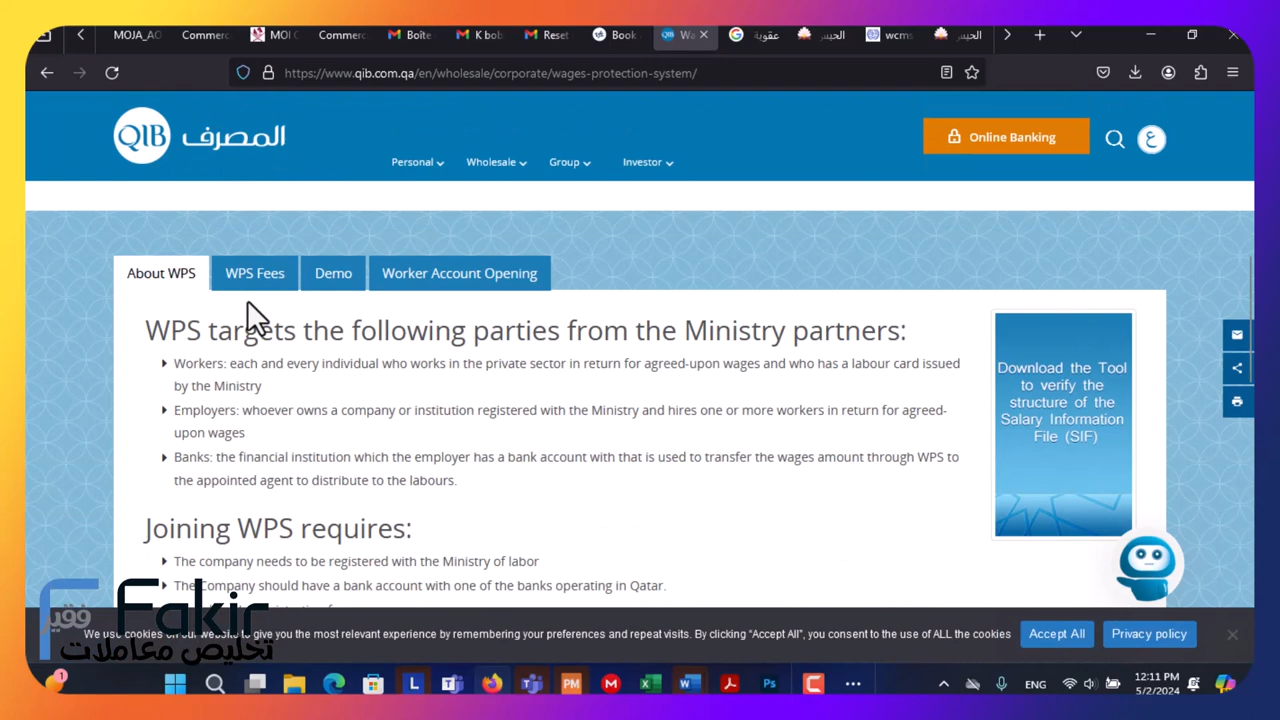 MOJA_AO
Commerc
MOI C
Commerc
Boîte
K bob
Reset
Book
Wa
عقوبة
الحبس
wcms
الحبس
https://www.qib.com.qa/en/wholesale/corporate/wages-protection-system/
QIB المصرف
Personal
Wholesale
Group
Investor
Online Banking
ع
About WPS
WPS Fees
Demo
Worker Account Opening
WPS targets the following parties from the Ministry partners:
Workers: each and every individual who works in the private sector in return for agreed-upon wages and who has a labour card issued
by the Ministry
Employers: whoever owns a company or institution registered with the Ministry and hires one or more workers in return for agreed-
upon wages
Banks: the financial institution which the employer has a bank account with that is used to transfer the wages amount through WPS to
the appointed agent to distribute to the labours.
Download the Tool
to verify the
structure of the
Salary Information
File (SIF)
Joining WPS requires:
The company needs to be registered with the Ministry of labor
The Company should have a bank account with one of the banks operating in Qatar.
We use cookies on our website to give you the most relevant experience by remembering your preferences and repeat visits. By clicking “Accept All”, you consent to the use of ALL the cookies
Accept All
Privacy policy
فقير Fakir
تخليص معاملات
1
ENG
12:11 PM
5/2/2024